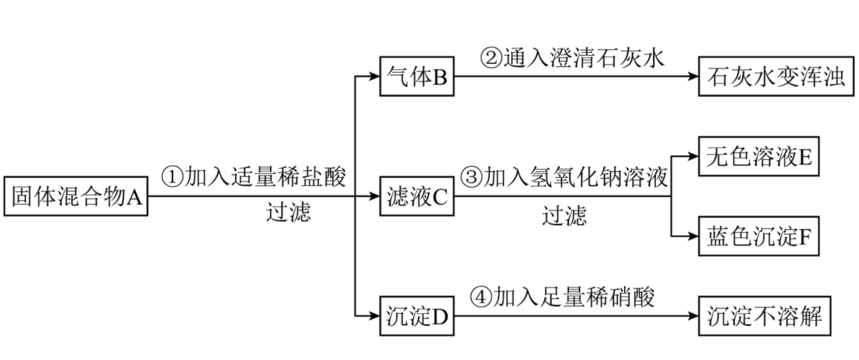 固体混合物A
①加入适量稀盐酸
过滤
气体B
②通入澄清石灰水
石灰水变浑浊
滤液C
③加入氢氧化钠溶液
过滤
无色溶液E
蓝色沉淀F
沉淀D
④加入足量稀硝酸
沉淀不溶解